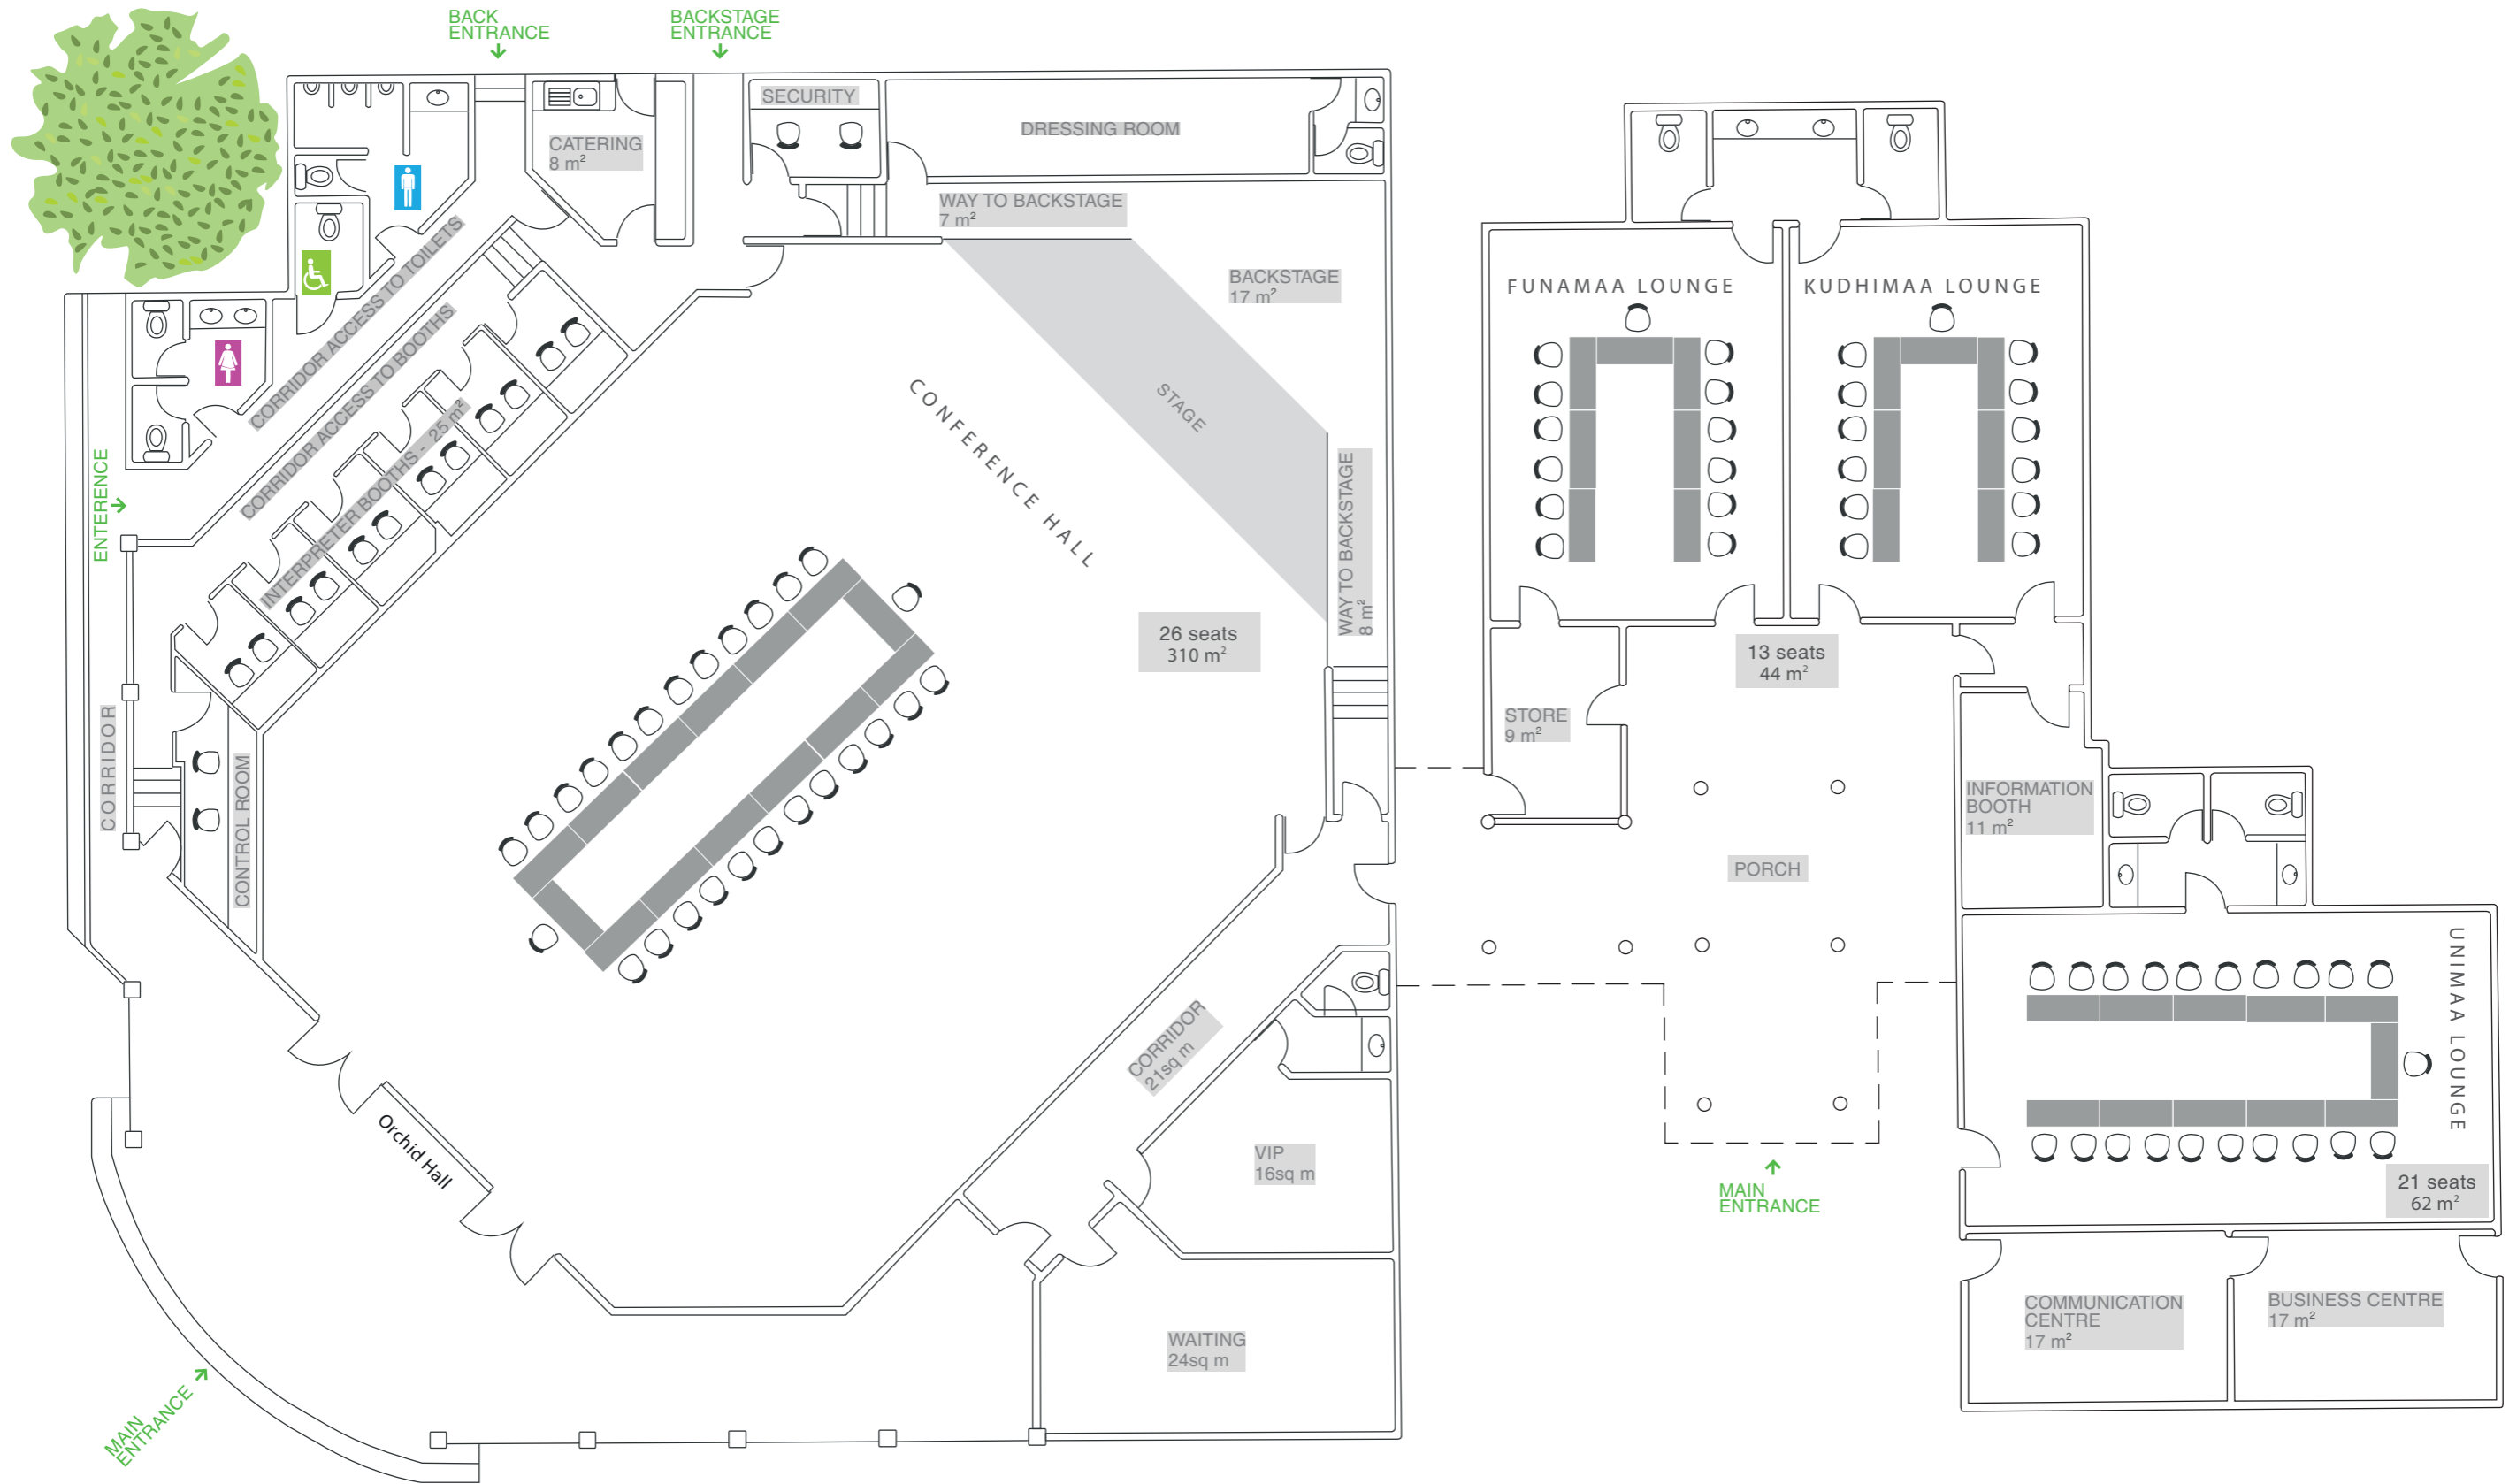 BACK
ENTRANCE
BACKSTAGE
ENTRANCE
SECURITY
DRESSING ROOM
CATERING
8 m²
WAY TO BACKSTAGE
7 m²
BACKSTAGE
17 m²
CORRIDOR ACCESS TO TOILETS
CORRIDOR ACCESS TO BOOTHS
INTERPRETER BOOTHS - 25 m²
ENTERENCE
CORRIDOR
CONTROL ROOM
CONFERENCE HALL
STAGE
WAY TO BACKSTAGE
8 m²
26 seats
310 m²
FUNAMAA LOUNGE
KUDHIMAA LOUNGE
13 seats
44 m²
STORE
9 m²
INFORMATION
BOOTH
11 m²
PORCH
UNIMAA LOUNGE
21 seats
62 m²
CORRIDOR
21sq m
VIP
16sq m
WAITING
24sq m
Orchid Hall
MAIN
ENTRANCE
MAIN
ENTRANCE
COMMUNICATION
CENTRE
17 m²
BUSINESS CENTRE
17 m²